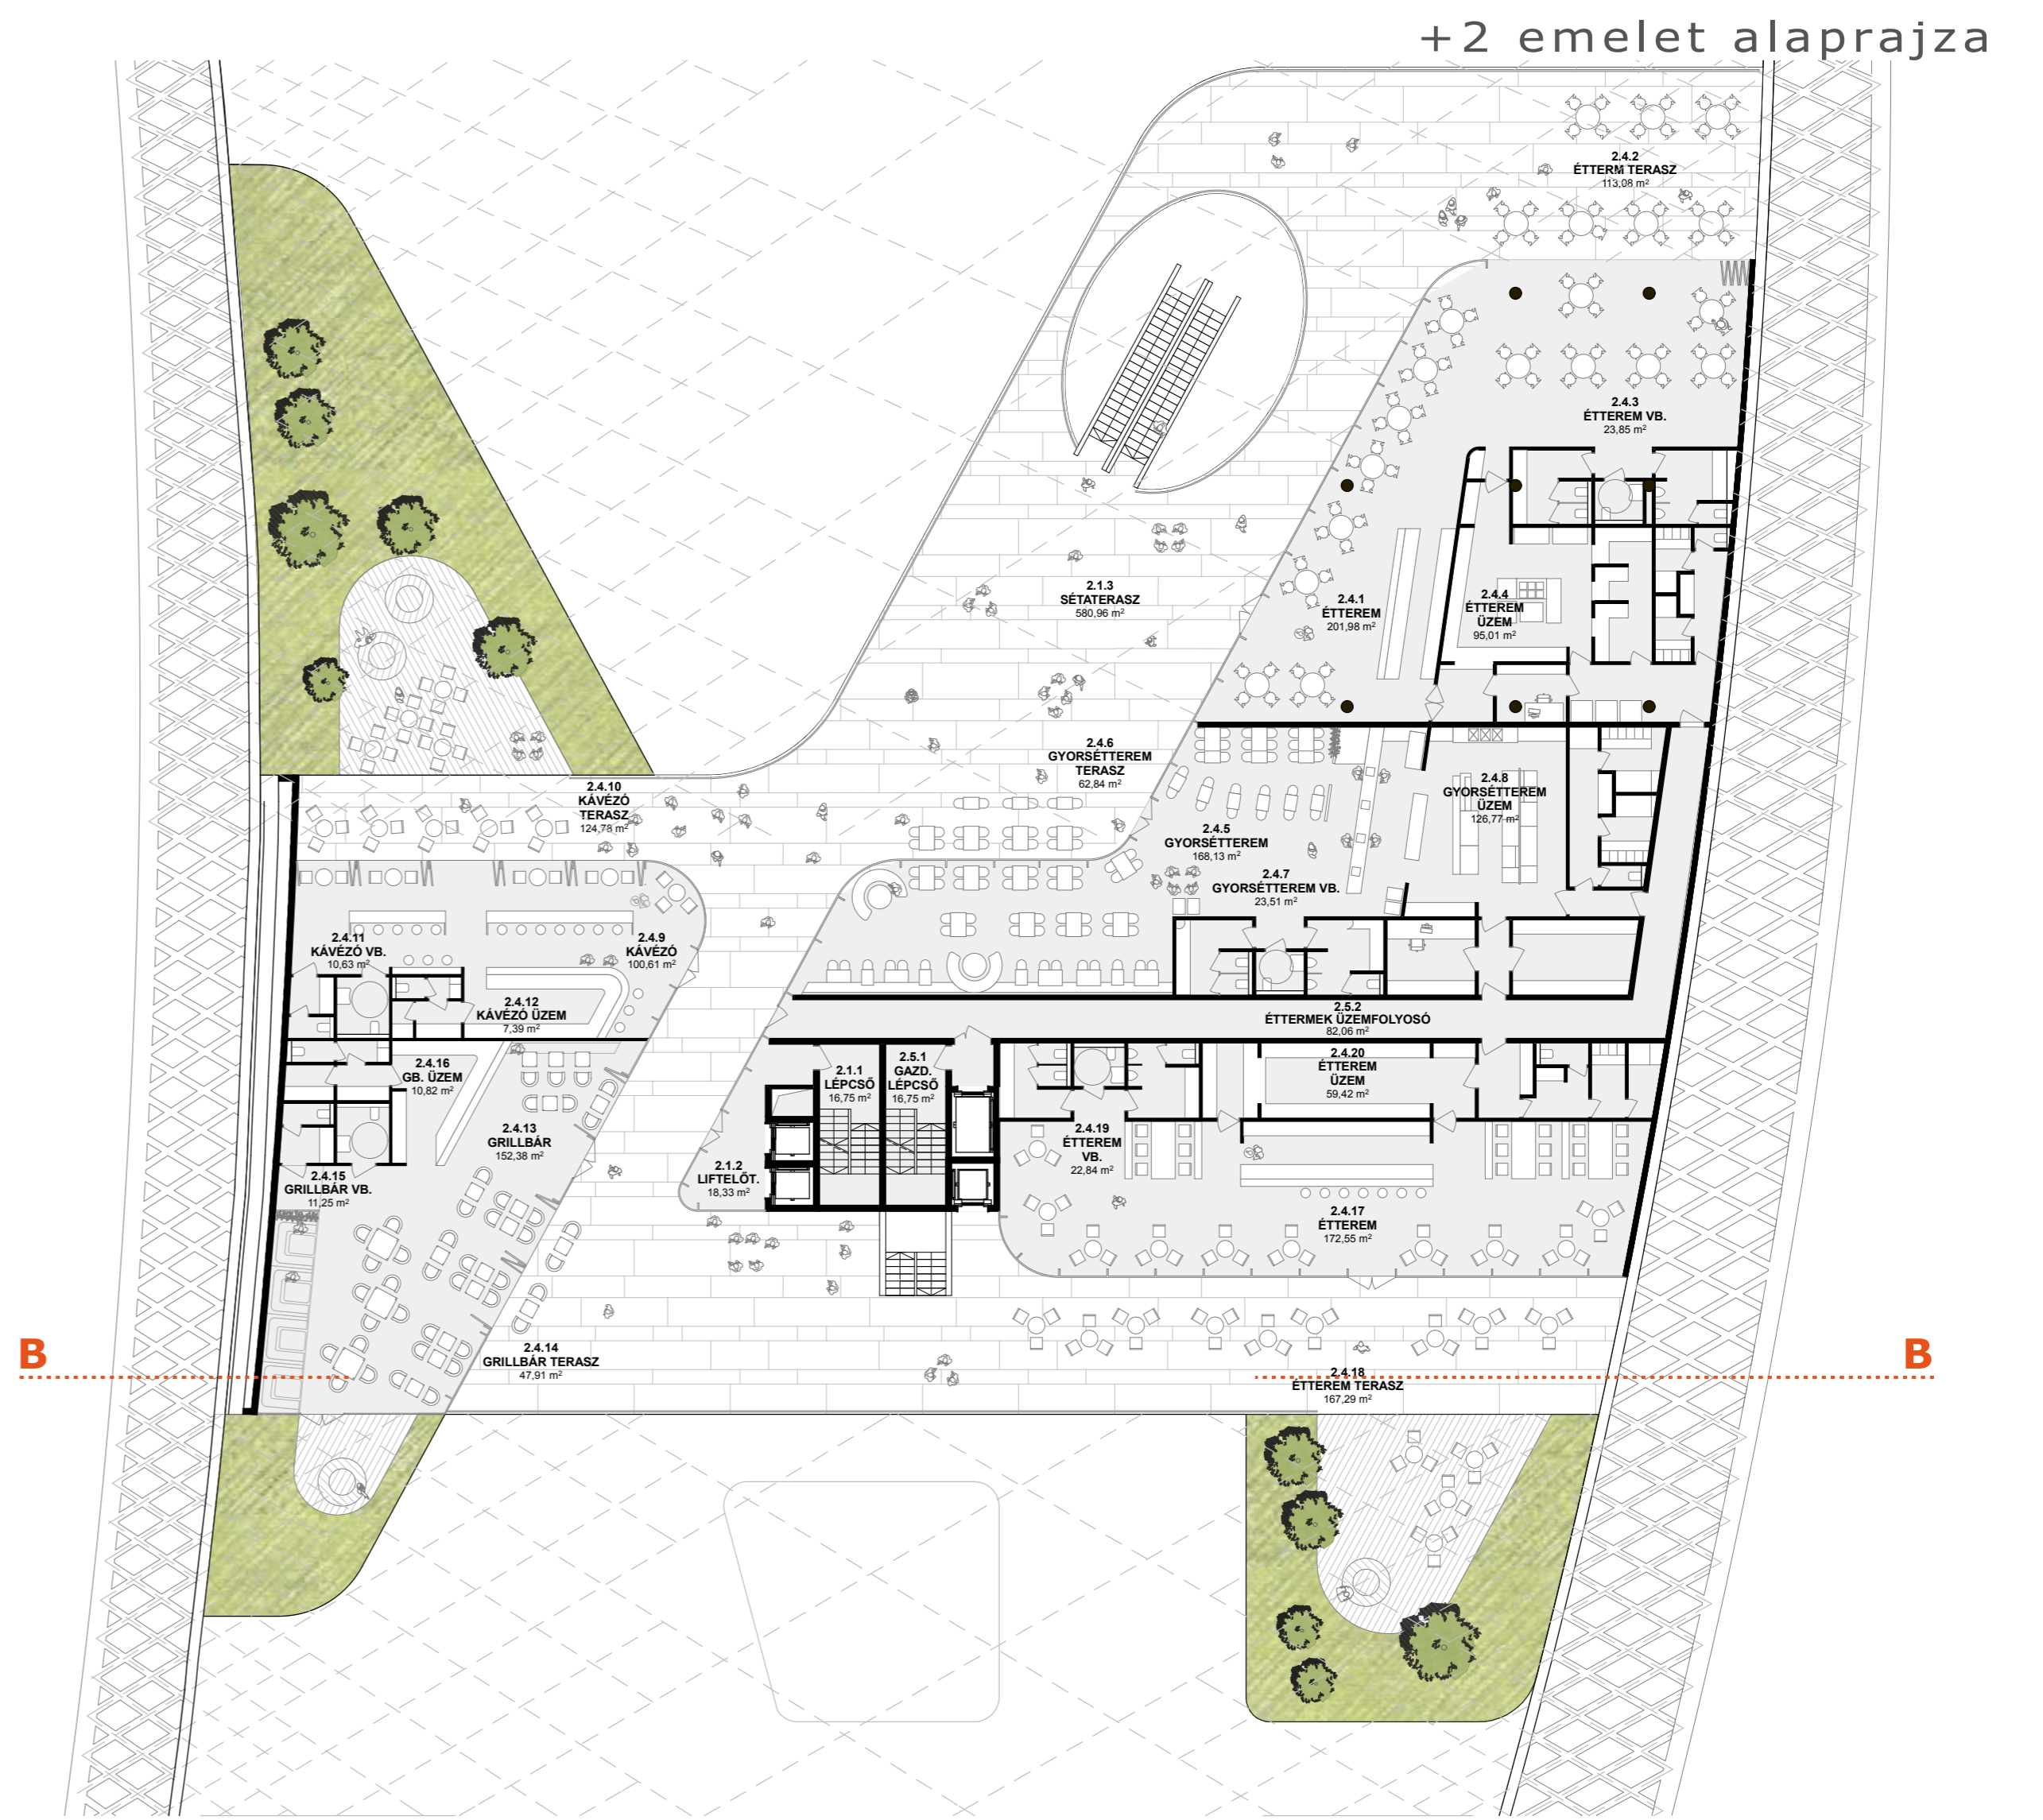 +2 emelet alaprajza
2.4.2
ÉTTERM TERASZ
113,08 m²
2.4.3
ÉTTEREM VB.
23,85 m²
2.1.3
SÉTATERASZ
580,96 m²
2.4.1
ÉTTEREM
201,98 m²
2.4.4
ÉTTEREM
ÜZEM
95,01 m²
2.4.6
GYORSÉTTEREM
TERASZ
62,84 m²
2.4.8
GYORSÉTTEREM
ÜZEM
126,77 m²
2.4.10
KÁVÉZÓ
TERASZ
124,78 m²
2.4.5
GYORSÉTTEREM
168,13 m²
2.4.7
GYORSÉTTEREM VB.
23,51 m²
2.4.11
KÁVÉZÓ VB.
10,63 m²
2.4.9
KÁVÉZÓ
100,61 m²
2.4.12
KÁVÉZÓ ÜZEM
7,39 m²
2.5.2
ÉTTERMEK ÜZEMFOLYOSÓ
82,06 m²
2.4.16
GB. ÜZEM
10,82 m²
2.1.1
LÉPCSŐ
16,75 m²
2.5.1
GAZD.
LÉPCSŐ
16,75 m²
2.4.20
ÉTTEREM
ÜZEM
59,42 m²
2.4.13
GRILLBÁR
152,38 m²
2.4.19
ÉTTEREM
VB.
22,84 m²
2.1.2
LIFTELŐT.
18,33 m²
2.4.15
GRILLBÁR VB.
11,25 m²
2.4.17
ÉTTEREM
172,55 m²
2.4.14
GRILLBÁR TERASZ
47,91 m²
B
B
2.4.18
ÉTTEREM TERASZ
167,29 m²